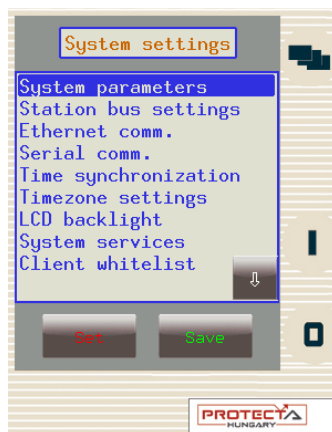 System settings
System parameters
Station bus settings
Ethernet comm.
Serial comm.
Time synchronization
Timezone settings
LCD backlight
System services
Client whitelist
⇩
Set
Save
I
O
PROTECTA
HUNGARY